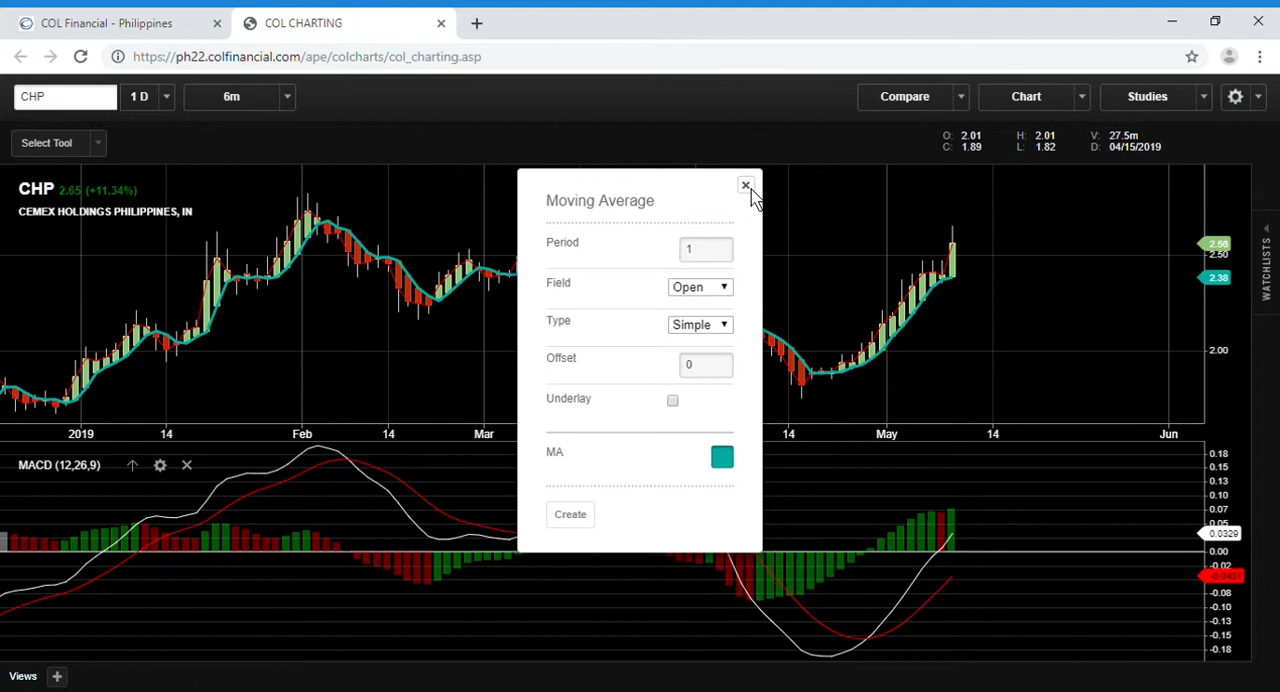 COL Financial - Philippines
COL CHARTING
https://ph22.colfinancial.com/ape/colcharts/col_charting.asp
CHP 1 D 6m Compare Chart Studies
Select Tool
O: 2.01 H: 2.01 V: 27.5m
C: 1.89 L: 1.82 D: 04/15/2019
CHP 2.65 (+11.34%)
CEMEX HOLDINGS PHILIPPINES, IN
Moving Average
Period 1
Field Open
Type Simple
Offset 0
Underlay
MA
Create
2.56
2.50
2.38
2.00
WATCHLISTS
2019 14 Feb 14 Mar 14 May 14 Jun
MACD (12,26,9)
0.18
0.15
0.13
0.10
0.07
0.05
0.0329
0.00
-0.02
-0.08
-0.10
-0.13
-0.15
-0.18
Views